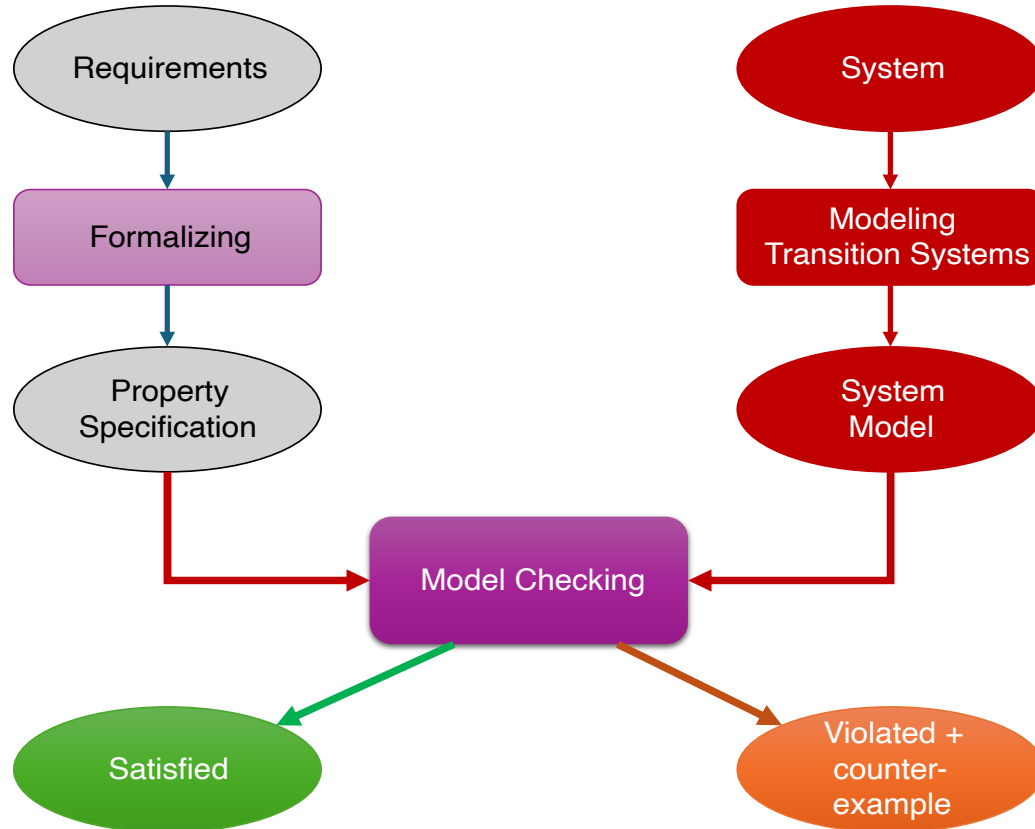 Requirements
System
Formalizing
Modeling
Transition Systems
Property
Specification
System
Model
Model Checking
Satisfied
Violated +
counter-
example